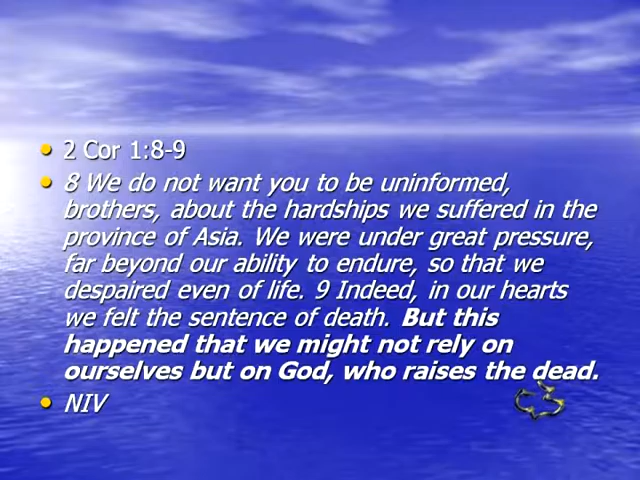 • 2 Cor 1:8-9
• 8 We do not want you to be uninformed,
brothers, about the hardships we suffered in the
province of Asia. We were under great pressure,
far beyond our ability to endure, so that we
despaired even of life. 9 Indeed, in our hearts
we felt the sentence of death. But this
happened that we might not rely on
ourselves but on God, who raises the dead.
• NIV